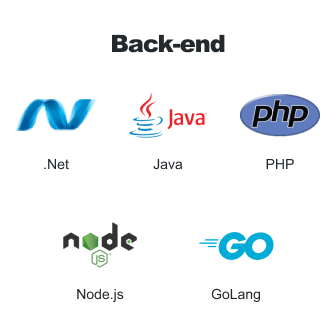 Back-end
Java
php
.Net
Java
PHP
node
JS
GO
Node.js
GoLang